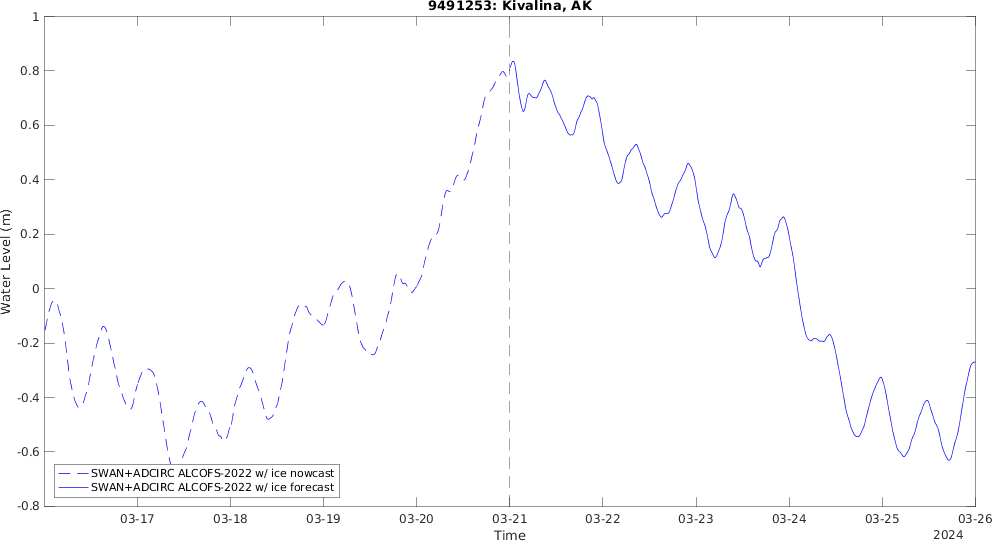 9491253: Kivalina, AK
1
0.8
0.6
0.4
0.2
0
-0.2
-0.4
-0.6
-0.8
Water Level (m)
SWAN+ADCIRC ALCOFS-2022 w/ ice nowcast
SWAN+ADCIRC ALCOFS-2022 w/ ice forecast
03-17 03-18 03-19 03-20 03-21 03-22 03-23 03-24 03-25 03-26
Time
2024